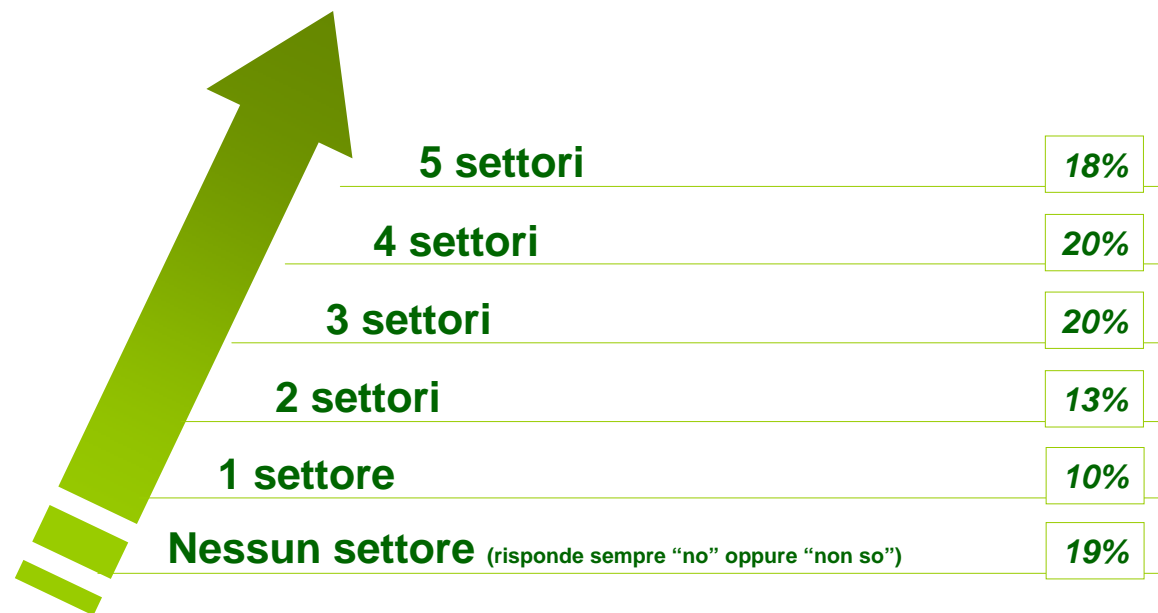 5 settori 18%
4 settori 20%
3 settori 20%
2 settori 13%
1 settore 10%
Nessun settore (risponde sempre “no” oppure “non so”) 19%